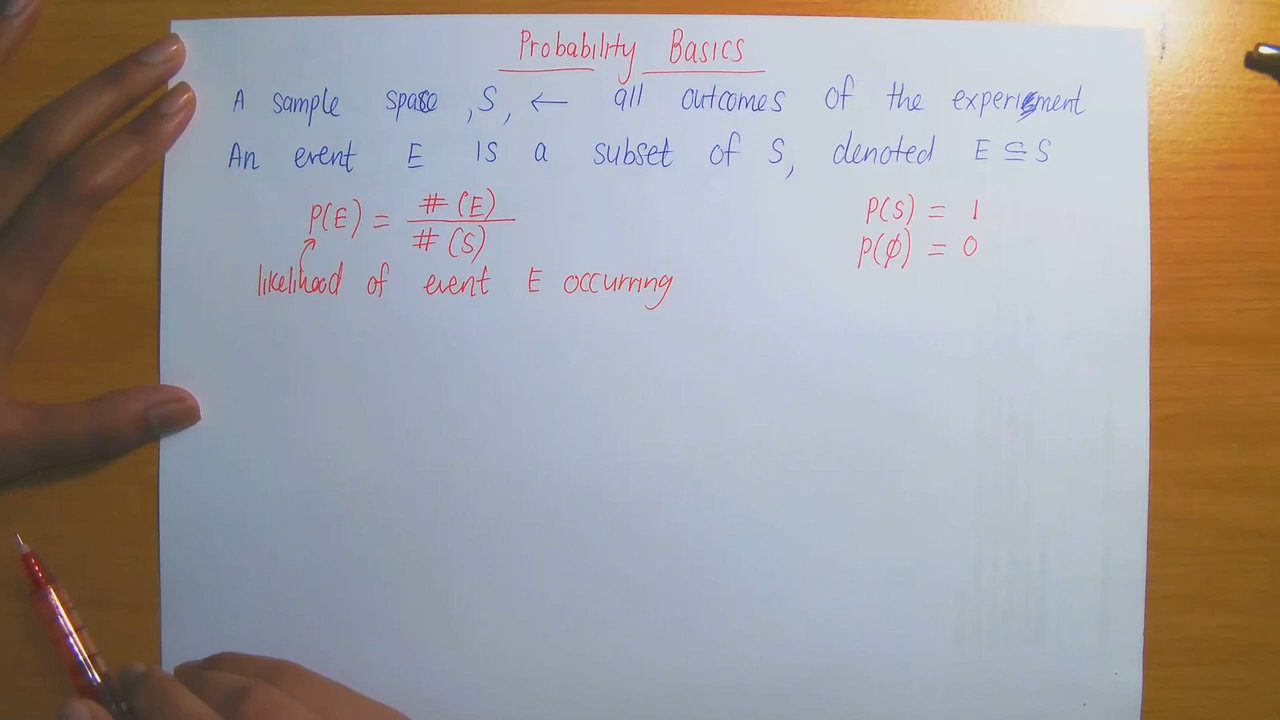 Probability Basics
A sample space, S, ← all outcomes of the experiment
An event E is a subset of S, denoted E ⊆ S
P(E) = #(E) / #(S)
P(S) = 1
P(∅) = 0
likelihood of event E occurring